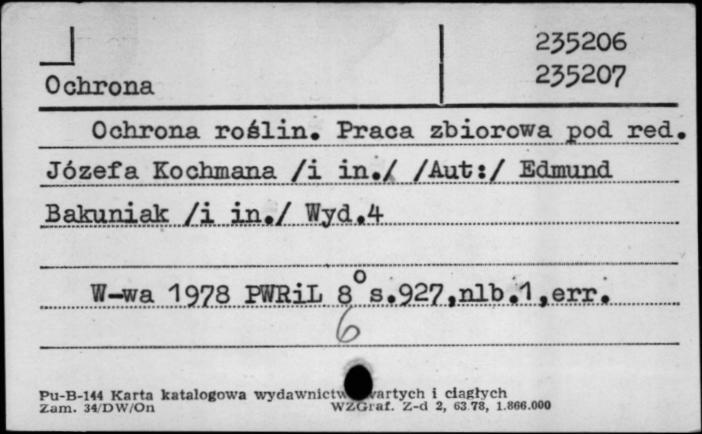 235206
235207
Ochrona
Ochrona roślin. Praca zbiorowa pod red.
Józefa Kochmana /i in./ /Aut:/ Edmund
Bakuniak /i in./ Wyd.4
W-wa 1978 PWRiL 8° s.927,nlb.1,err.
6
Pu-B-144 Karta katalogowa i ciągłych
Zam. 34/DW/On WZGraf. Z-d 2, 63.78, 1.866.000